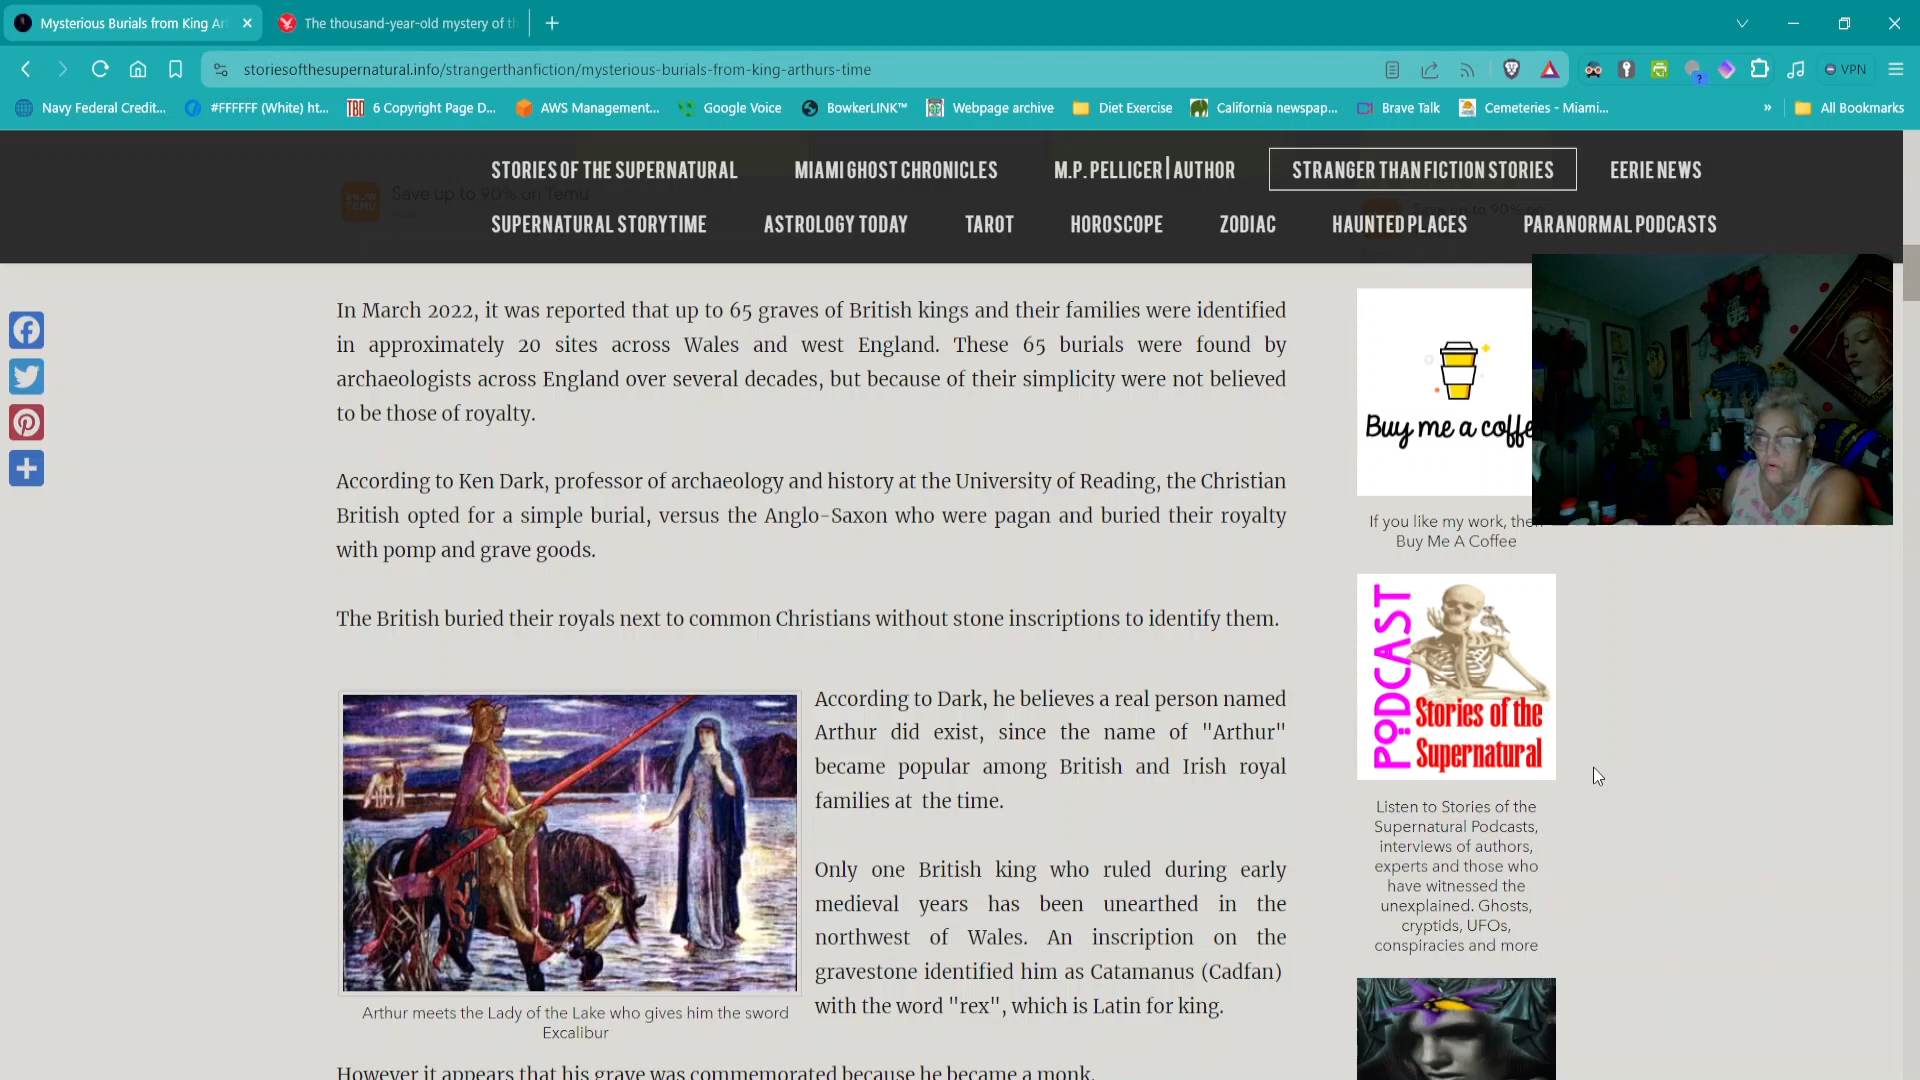 Mysterious Burials from King Ar
The thousand-year-old mystery of th
storiesofthesupernatural.info/strangerthanfiction/mysterious-burials-from-king-arthurs-time
VPN
Navy Federal Credit...
#FFFFFF (White) ht...
6 Copyright Page D...
AWS Management...
Google Voice
BowkerLINK™
Webpage archive
Diet Exercise
California newspap...
Brave Talk
Cemeteries - Miami...
»
All Bookmarks
STORIES OF THE SUPERNATURAL
MIAMI GHOST CHRONICLES
M.P. PELLICER | AUTHOR
STRANGER THAN FICTION STORIES
EERIE NEWS
Save up to 90% on Temu
SUPERNATURAL STORYTIME
ASTROLOGY TODAY
TAROT
HOROSCOPE
ZODIAC
HAUNTED PLACES
PARANORMAL PODCASTS
In March 2022, it was reported that up to 65 graves of British kings and their families were identified
in approximately 20 sites across Wales and west England. These 65 burials were found by
archaeologists across England over several decades, but because of their simplicity were not believed
to be those of royalty.
According to Ken Dark, professor of archaeology and history at the University of Reading, the Christian
British opted for a simple burial, versus the Anglo-Saxon who were pagan and buried their royalty
with pomp and grave goods.
The British buried their royals next to common Christians without stone inscriptions to identify them.
According to Dark, he believes a real person named
Arthur did exist, since the name of "Arthur"
became popular among British and Irish royal
families at the time.
Only one British king who ruled during early
medieval years has been unearthed in the
northwest of Wales. An inscription on the
gravestone identified him as Catamanus (Cadfan)
with the word "rex", which is Latin for king.
Arthur meets the Lady of the Lake who gives him the sword
Excalibur
However it appears that his grave was commemorated because he became a monk.
Buy me a coffe
If you like my work, then
Buy Me A Coffee
PODCAST
Stories of the
Supernatural
Listen to Stories of the
Supernatural Podcasts,
interviews of authors,
experts and those who
have witnessed the
unexplained. Ghosts,
cryptids, UFOs,
conspiracies and more